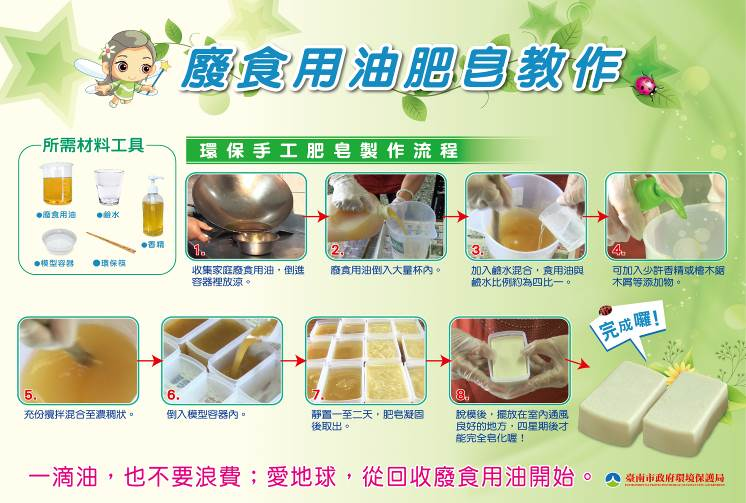 廢食用油肥皂教作
所需材料工具
●廢食用油
●鹼水
●香精
●模型容器
●環保筷
環保手工肥皂製作流程
1.
收集家庭廢食用油，倒進
容器裡放涼。
2.
廢食用油倒入大量杯內。
3.
加入鹼水混合，食用油與
鹼水比例約為四比一。
4.
可加入少許香精或檜木鋸
木屑等添加物。
5.
充份攪拌混合至濃稠狀。
6.
倒入模型容器內。
7.
靜置一至二天，肥皂凝固
後取出。
8.
脫模後，擺放在室內通風
良好的地方，四星期後才
能完全皂化喔！
完成囉！
一滴油，也不要浪費；愛地球，從回收廢食用油開始。
臺南市政府環境保護局